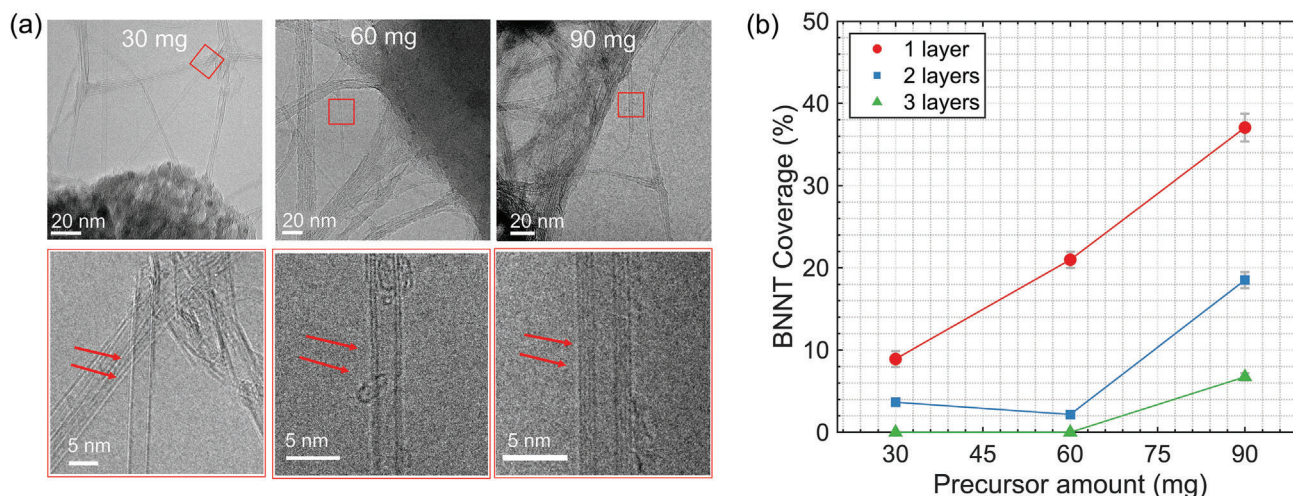 (a)
30 mg
60 mg
90 mg
20 nm
20 nm
20 nm
5 nm
5 nm
5 nm
(b)
1 layer
2 layers
3 layers
BNNT Coverage (%)
50
40
30
20
10
0
30
45
60
75
90
Precursor amount (mg)